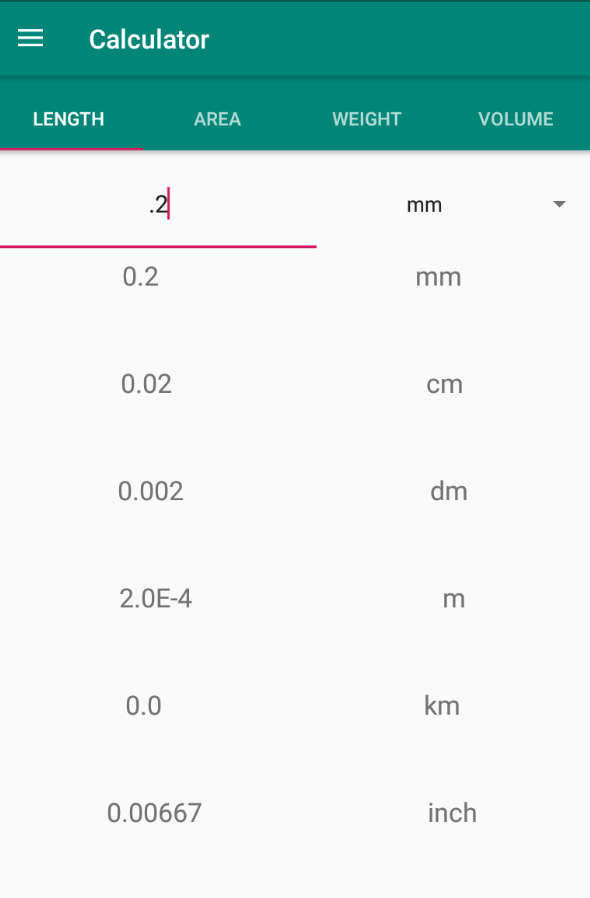 Calculator
LENGTH AREA WEIGHT VOLUME
.2 mm
0.2 mm
0.02 cm
0.002 dm
2.0E-4 m
0.0 km
0.00667 inch